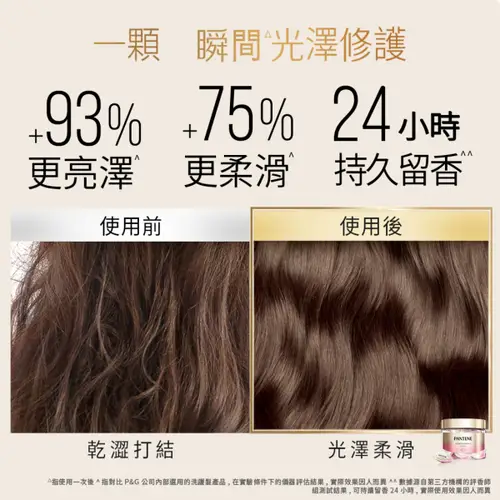 一顆 瞬間△光澤修護
+93% +75% 24小時
更亮澤^ 更柔滑^ 持久留香^^
使用前 使用後
乾澀打結 光澤柔滑
PANTENE
△指使用一次後 ^指對比 P&G 公司內部選用的洗護髮產品，在實驗條件下的儀器評估結果，實際效果因人而異 ^^ 數據源自第三方機構的評香師
組測試結果，可持續留香 24 小時，實際使用效果因人而異